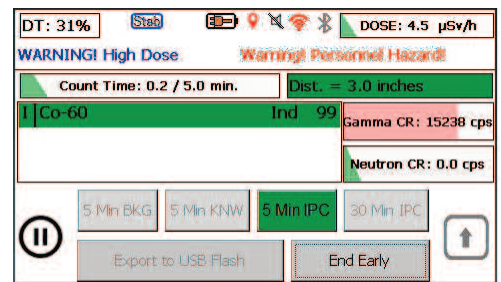 DT: 31% Stab DOSE: 4.5 µSv/h
WARNING! High Dose Warning! Personnel Hazard!
Count Time: 0.2 / 5.0 min. Dist. = 3.0 inches
I Co-60 Ind 99 Gamma CR: 15238 cps
Neutron CR: 0.0 cps
5 Min BKG 5 Min KNW 5 Min IPC 30 Min IPC
Export to USB Flash End Early